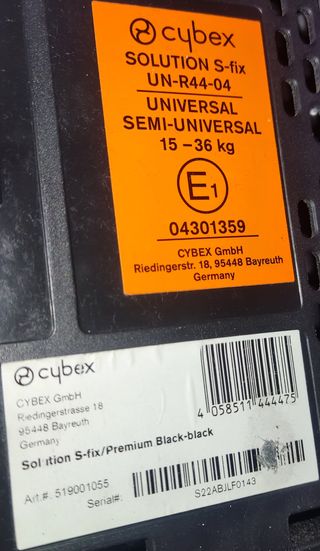 cybex
SOLUTION S-fix
UN-R44-04
UNIVERSAL
SEMI-UNIVERSAL
15 – 36 kg
E1
04301359
CYBEX GmbH
Riedingerstr. 18, 95448 Bayreuth
Germany
cybex
CYBEX GmbH
Riedingerstrasse 18
95448 Bayreuth
Germany
4 058511 444475
Solution S-fix/Premium Black-black
Art.#: 519001055
Serial#:
S22ABJLF0143